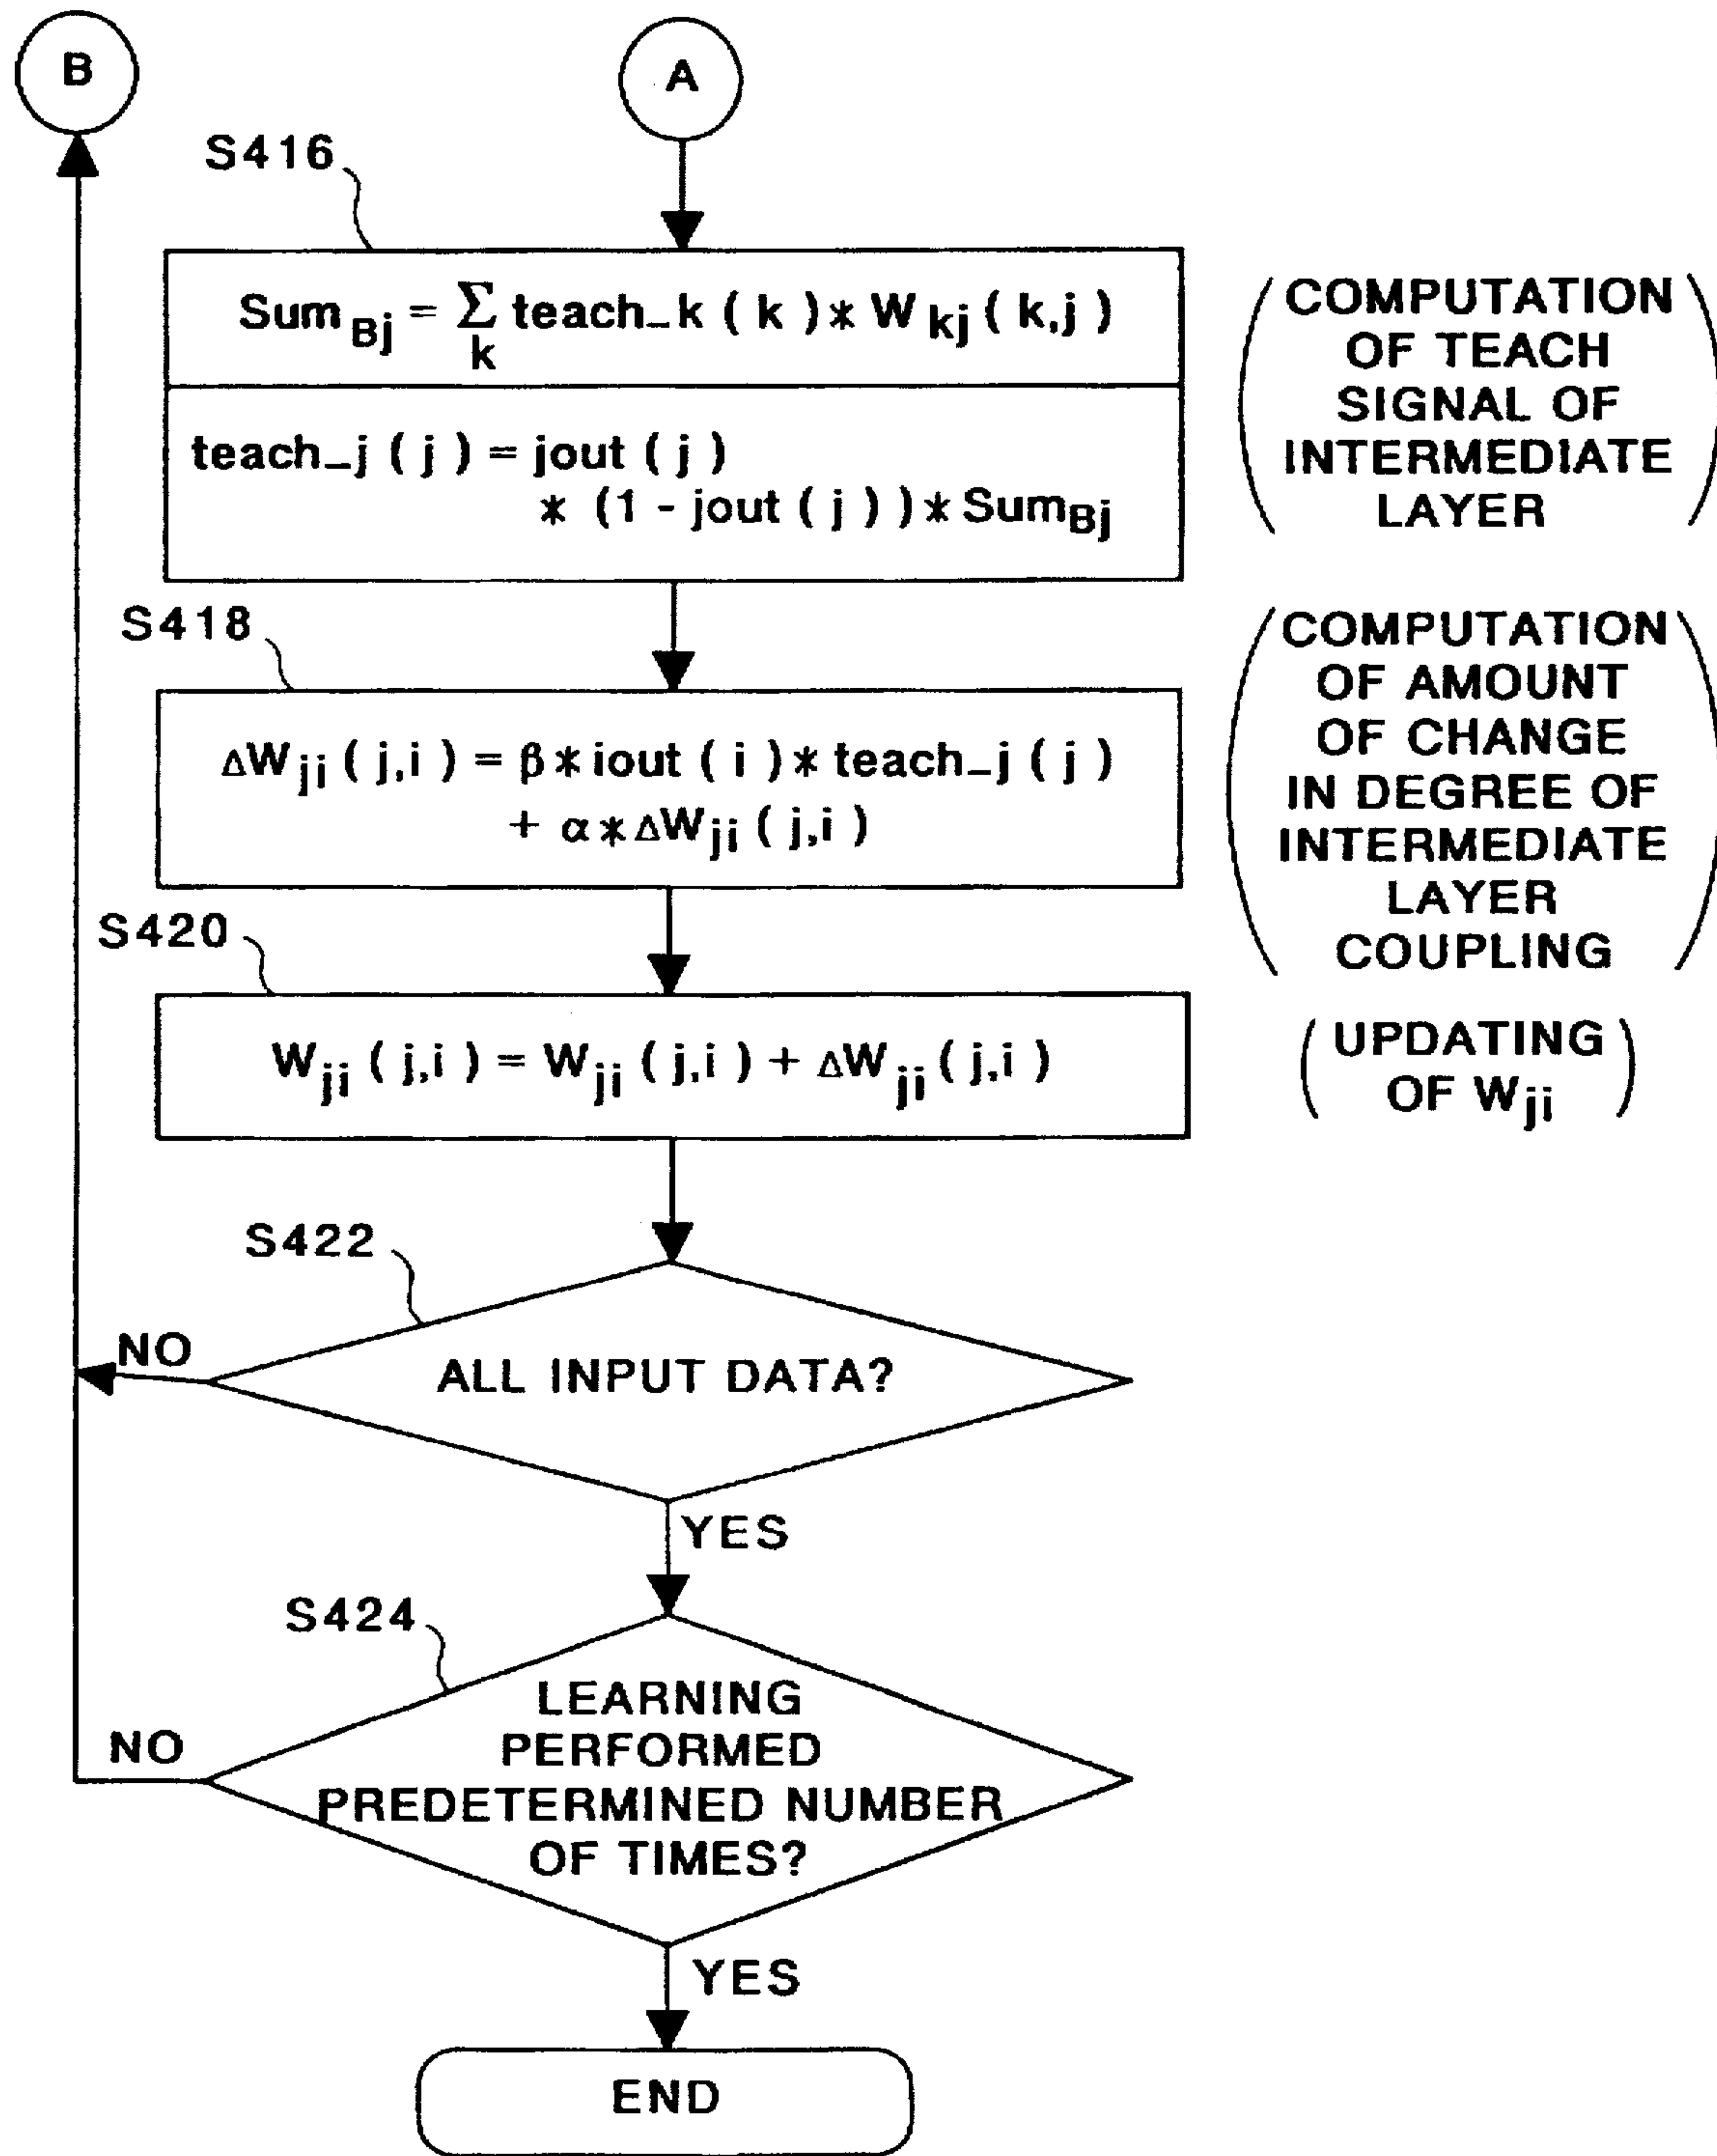 B
A
S416
Sum_Bj = Σ_k teach_k ( k ) * W_kj ( k,j )
teach_j ( j ) = jout ( j )
* ( 1 - jout ( j ) ) * Sum_Bj
( COMPUTATION
OF TEACH
SIGNAL OF
INTERMEDIATE
LAYER )
S418
ΔW_ji ( j,i ) = β * iout ( i ) * teach_j ( j )
+ α * ΔW_ji ( j,i )
( COMPUTATION
OF AMOUNT
OF CHANGE
IN DEGREE OF
INTERMEDIATE
LAYER
COUPLING )
S420
W_ji ( j,i ) = W_ji ( j,i ) + ΔW_ji ( j,i )
( UPDATING
OF W_ji )
S422
NO
ALL INPUT DATA?
YES
S424
NO
LEARNING
PERFORMED
PREDETERMINED NUMBER
OF TIMES?
YES
END